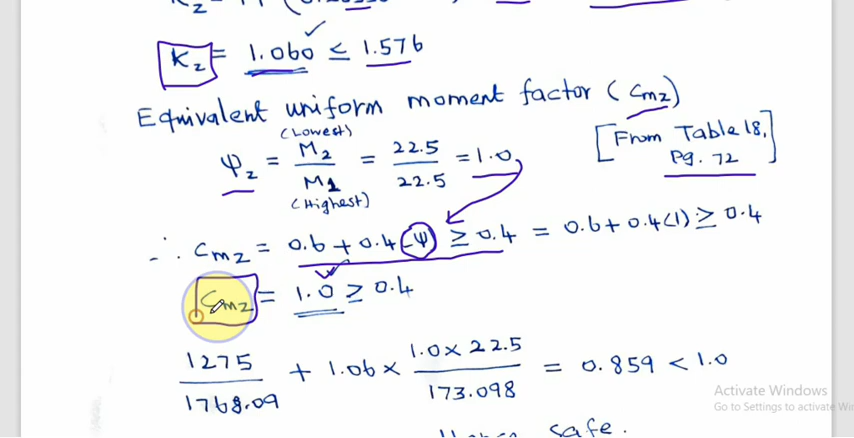 Kz = 1.060 ≤ 1.576
Equivalent uniform moment factor (Cmz)
(Lowest)
ψz = M2/M1 = 22.5/22.5 = 1.0
(Highest)
[From Table 18, Pg. 72]
∴ Cmz = 0.6 + 0.4(ψ) ≥ 0.4 = 0.6 + 0.4(1) ≥ 0.4
Cmz = 1.0 ≥ 0.4
1275/1768.09 + 1.06 × 1.0 × 22.5/173.098 = 0.859 < 1.0
safe.
Activate Windows
Go to Settings to activate Wi